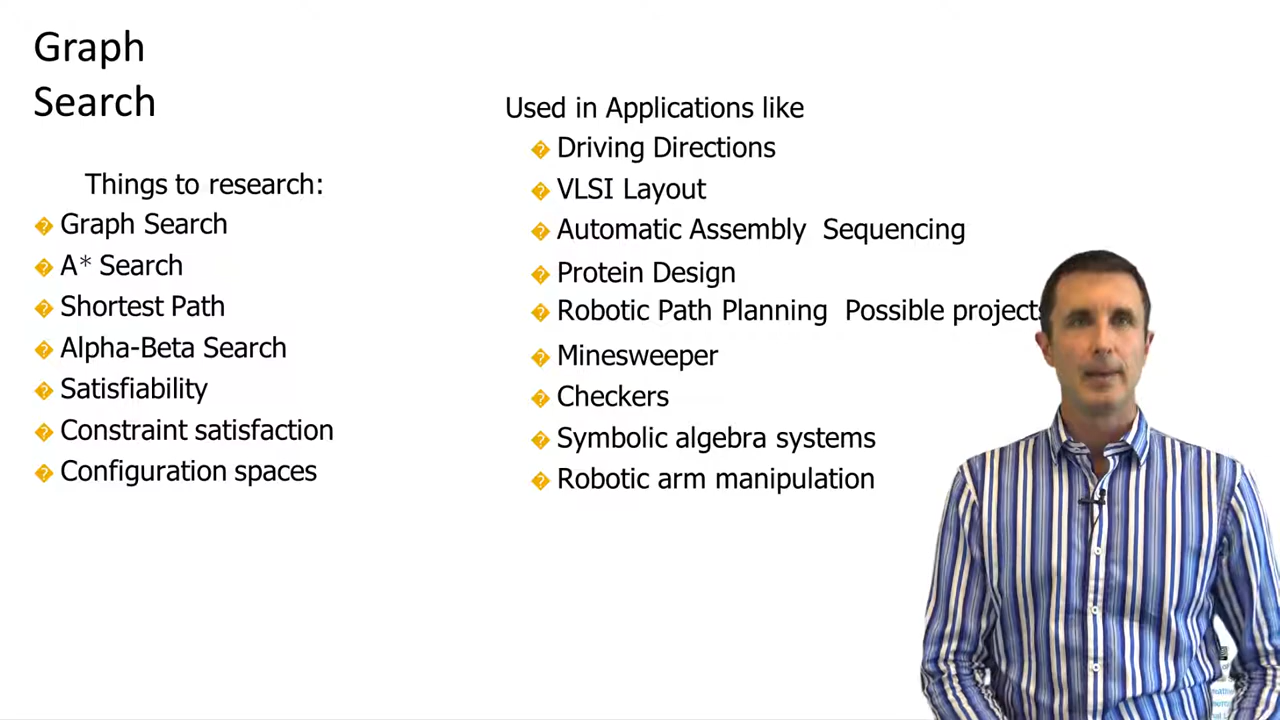 Graph
Search
Things to research:
Graph Search
A* Search
Shortest Path
Alpha-Beta Search
Satisfiability
Constraint satisfaction
Configuration spaces
Used in Applications like
Driving Directions
VLSI Layout
Automatic Assembly Sequencing
Protein Design
Robotic Path Planning Possible projects
Minesweeper
Checkers
Symbolic algebra systems
Robotic arm manipulation